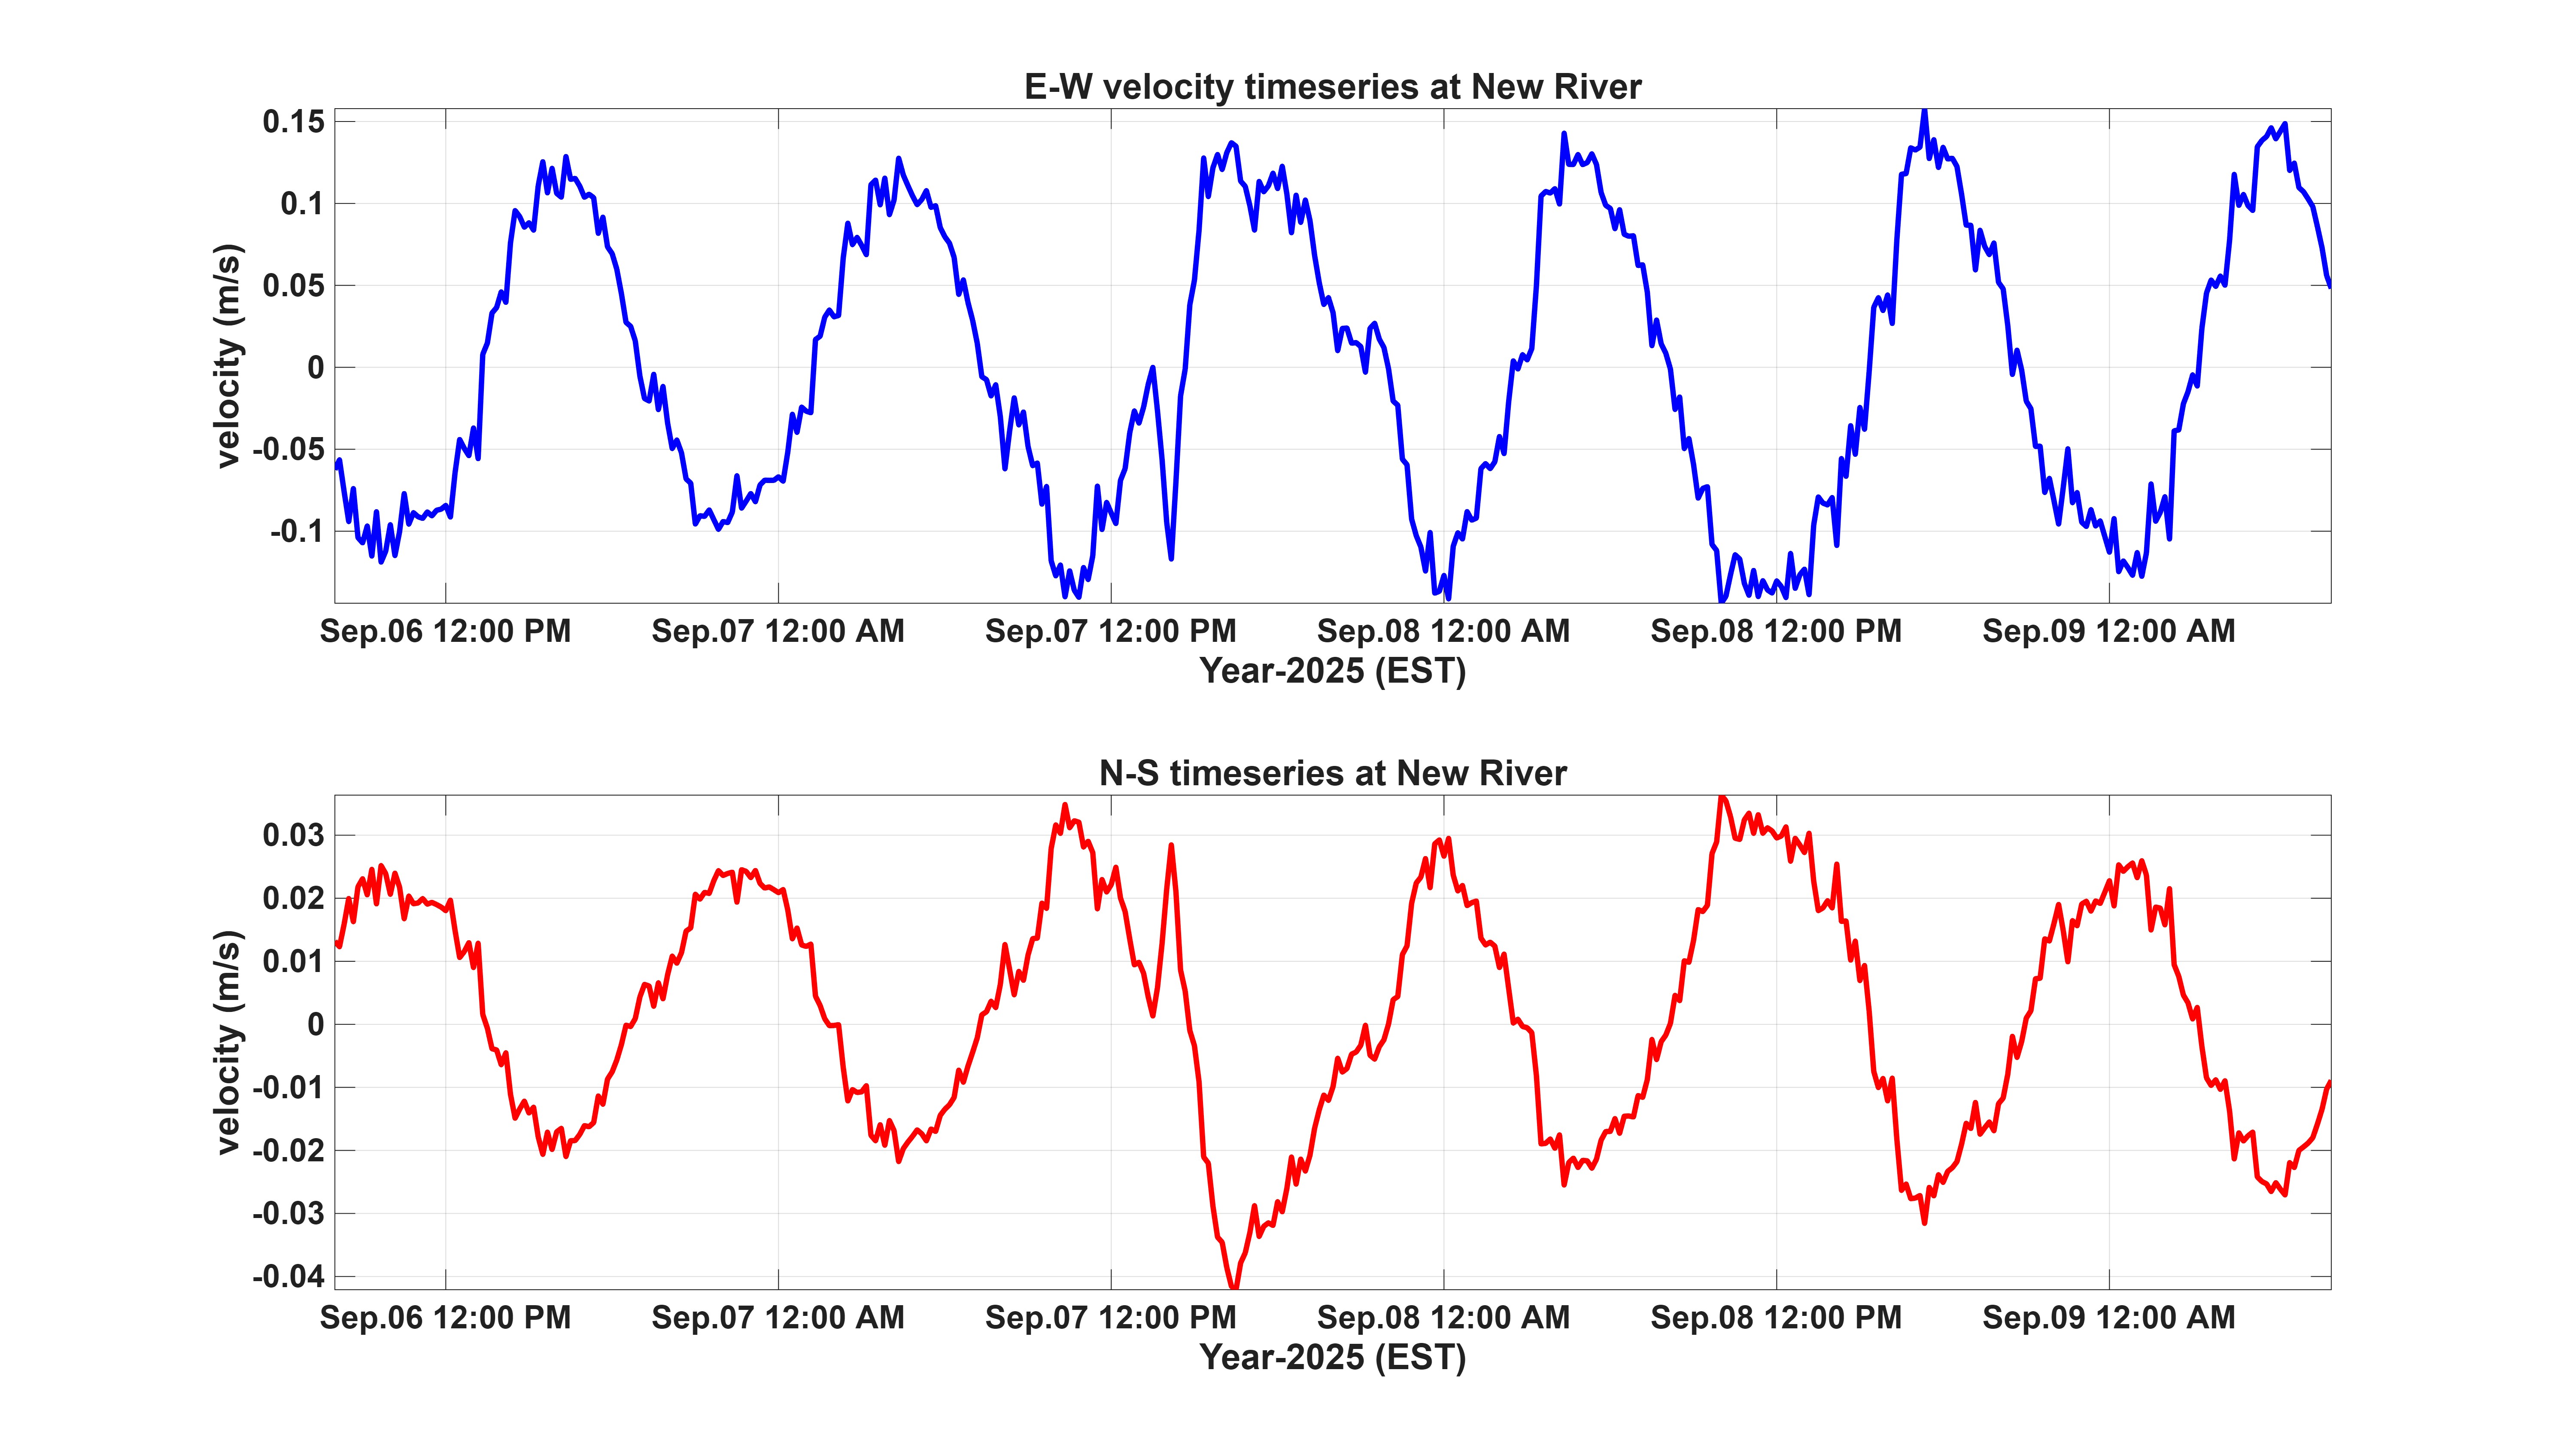 E-W velocity timeseries at New River
velocity (m/s)
0.15
0.1
0.05
0
-0.05
-0.1
Sep.06 12:00 PM Sep.07 12:00 AM Sep.07 12:00 PM Sep.08 12:00 AM Sep.08 12:00 PM Sep.09 12:00 AM
Year-2025 (EST)
N-S timeseries at New River
velocity (m/s)
0.03
0.02
0.01
0
-0.01
-0.02
-0.03
-0.04
Sep.06 12:00 PM Sep.07 12:00 AM Sep.07 12:00 PM Sep.08 12:00 AM Sep.08 12:00 PM Sep.09 12:00 AM
Year-2025 (EST)